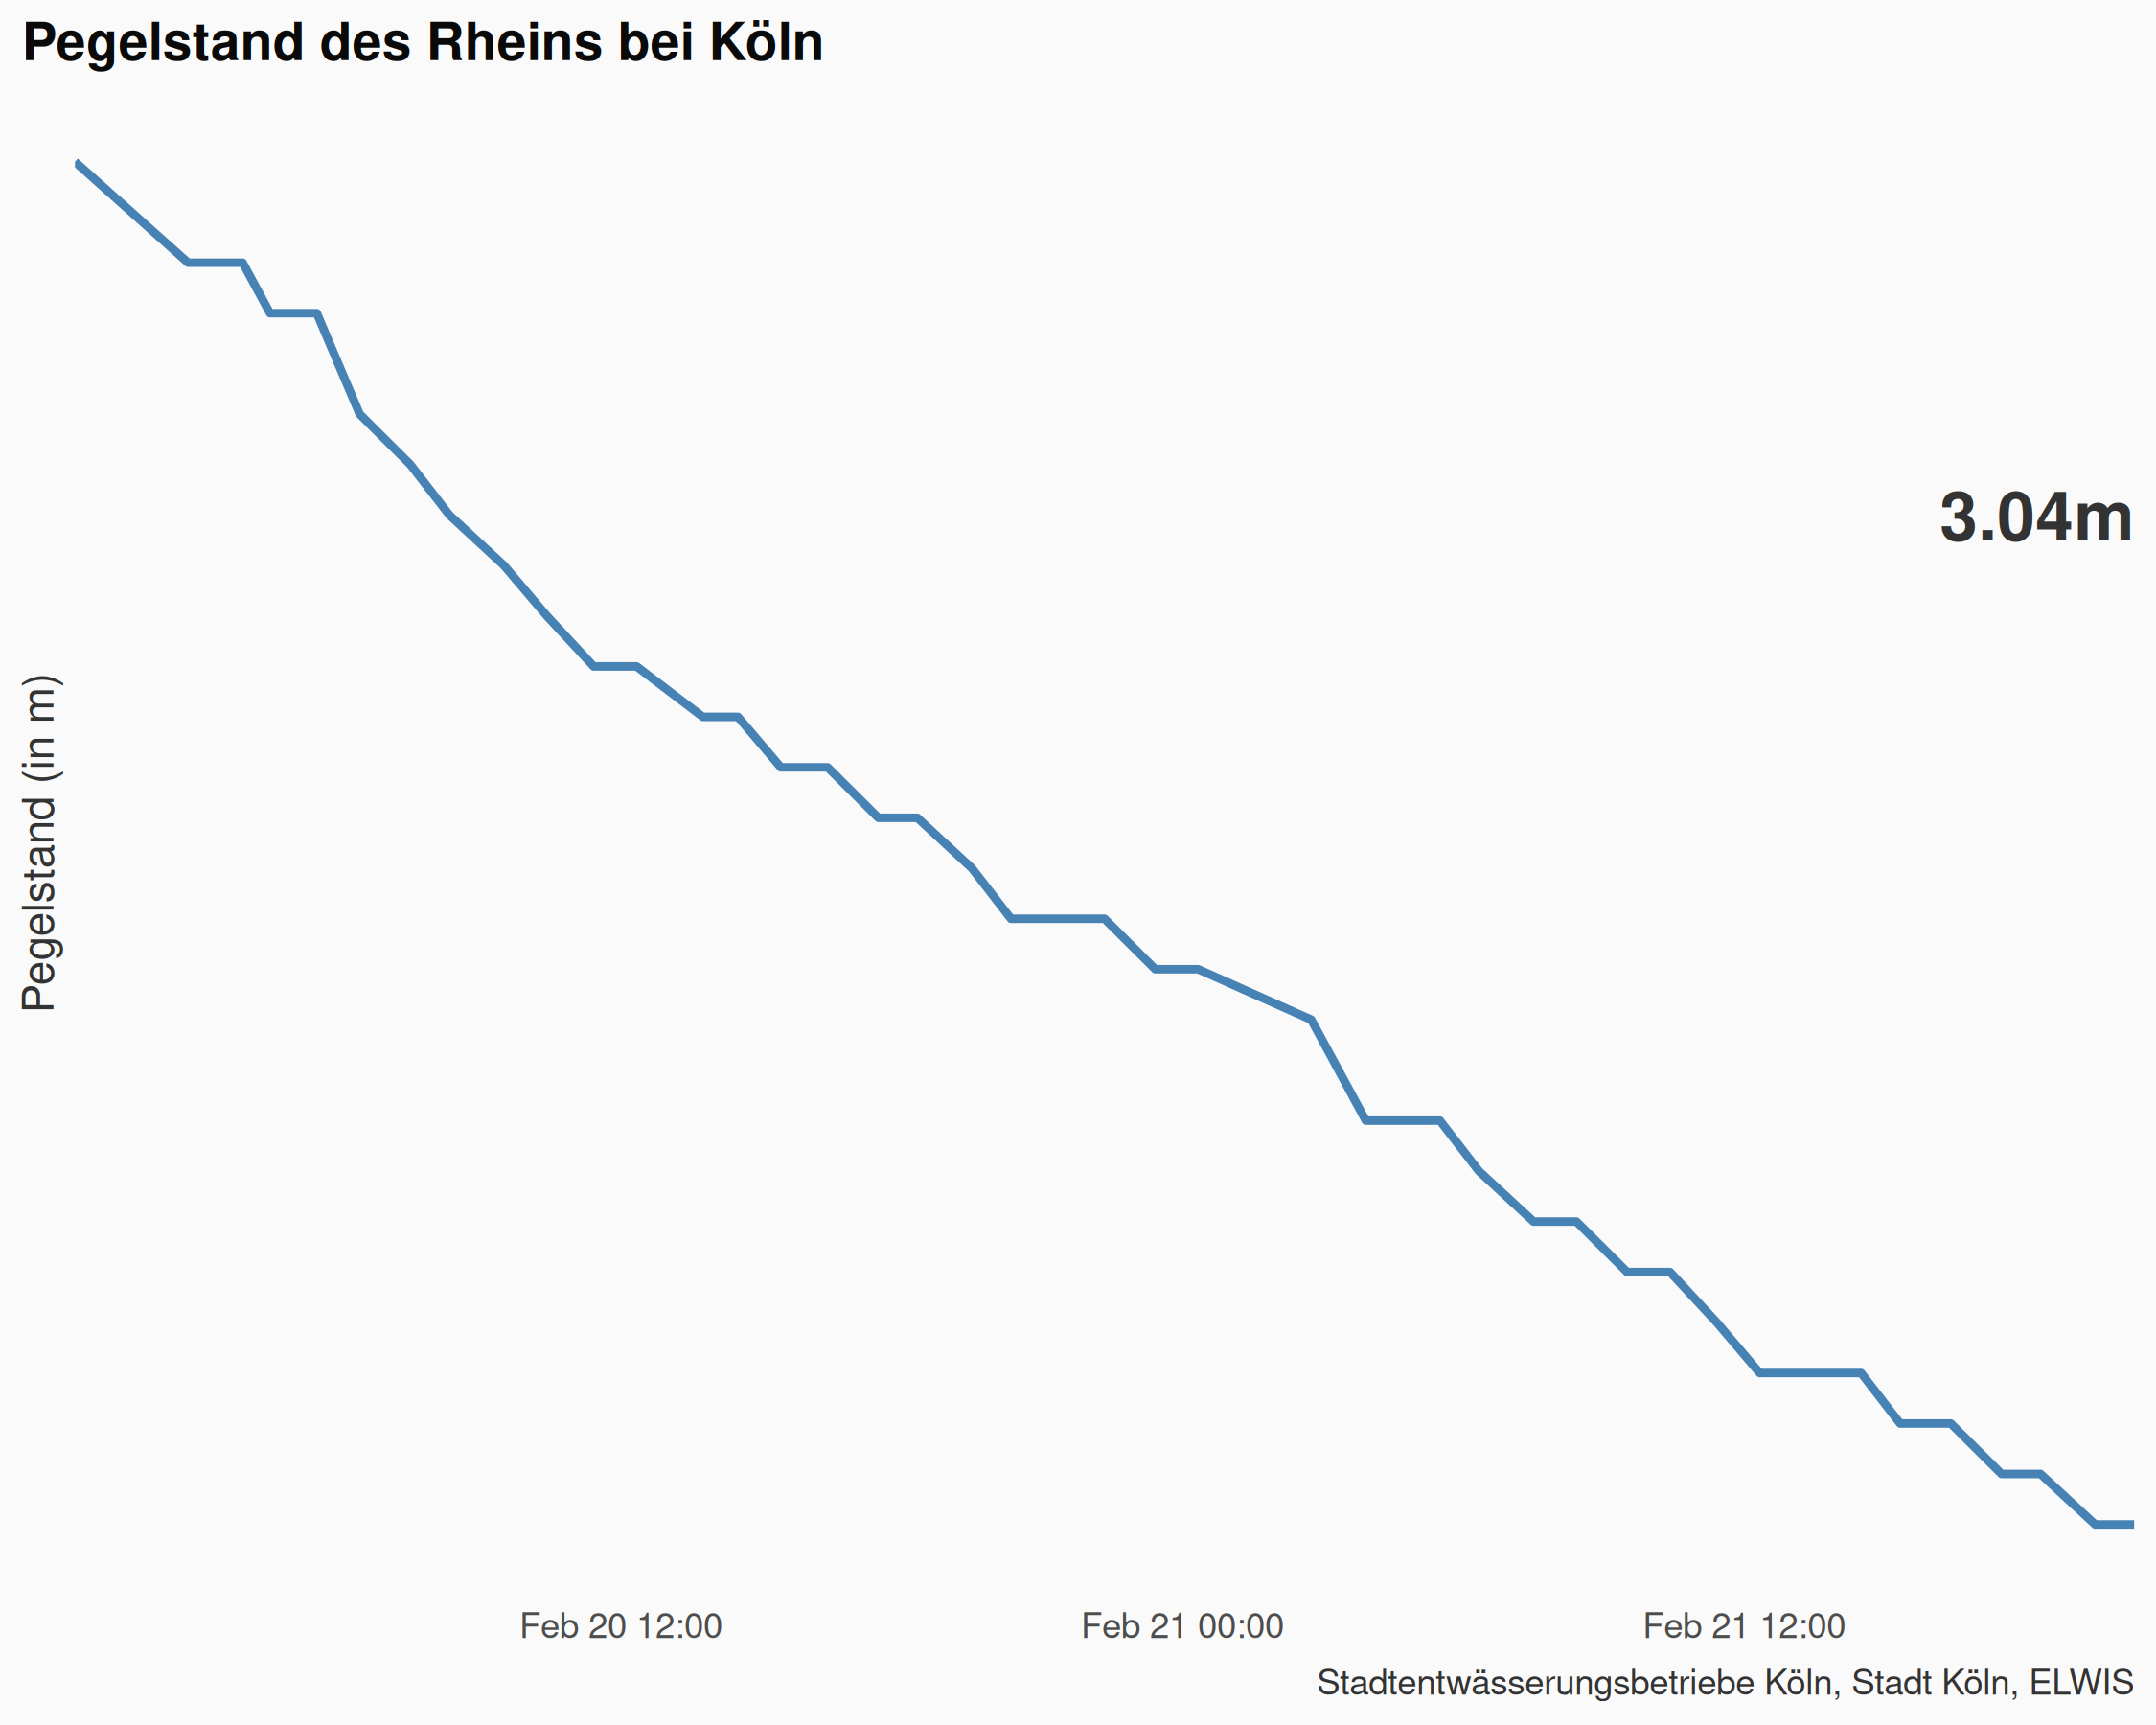 Pegelstand des Rheins bei Köln
3.04m
Pegelstand (in m)
Feb 20 12:00
Feb 21 00:00
Feb 21 12:00
Stadtentwässerungsbetriebe Köln, Stadt Köln, ELWIS